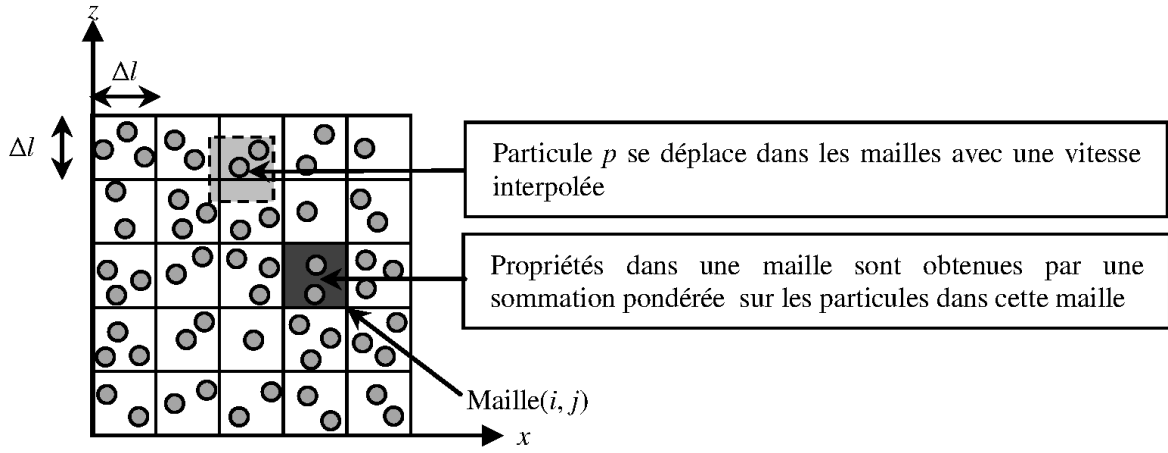 z
Δl
Δl
Particule p se déplace dans les mailles avec une vitesse
interpolée
Propriétés dans une maille sont obtenues par une
sommation pondérée sur les particules dans cette maille
Maille(i, j)
x